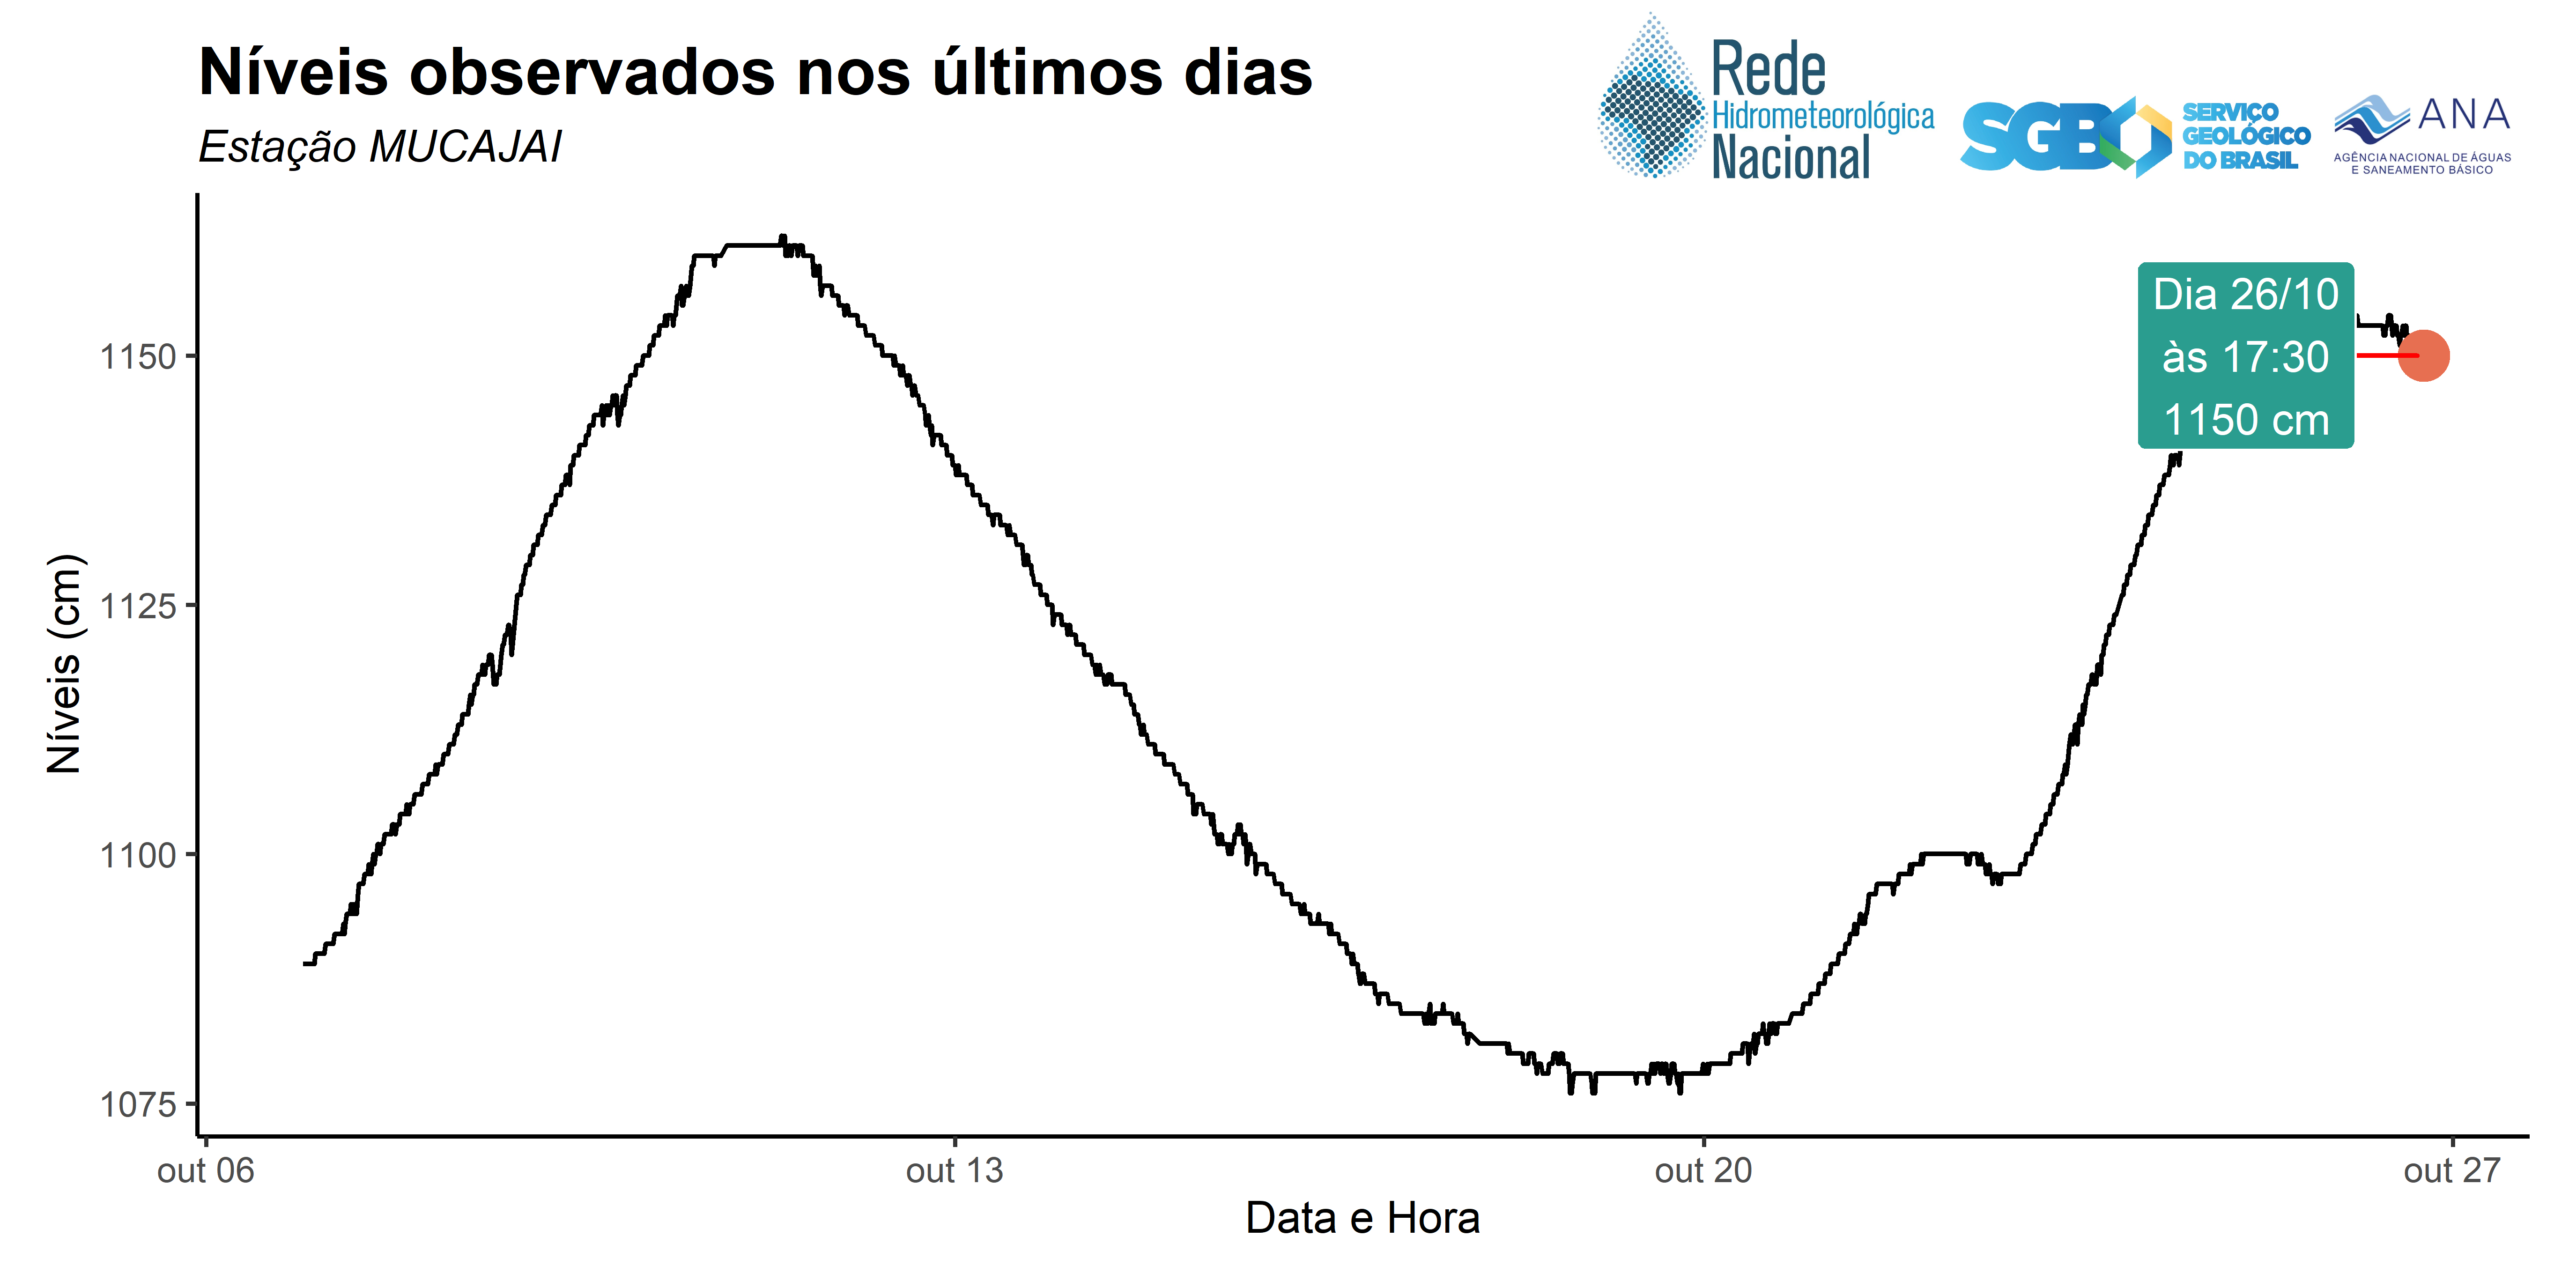 Níveis observados nos últimos dias
Estação MUCAJAI
Rede
Hidrometeorológica
Nacional
SGB
SERVIÇO
GEOLÓGICO
DO BRASIL
ANA
AGÊNCIA NACIONAL DE ÁGUAS
E SANEAMENTO BÁSICO
Dia 26/10
às 17:30
1150 cm
Níveis (cm)
1150
1125
1100
1075
out 06
out 13
out 20
out 27
Data e Hora